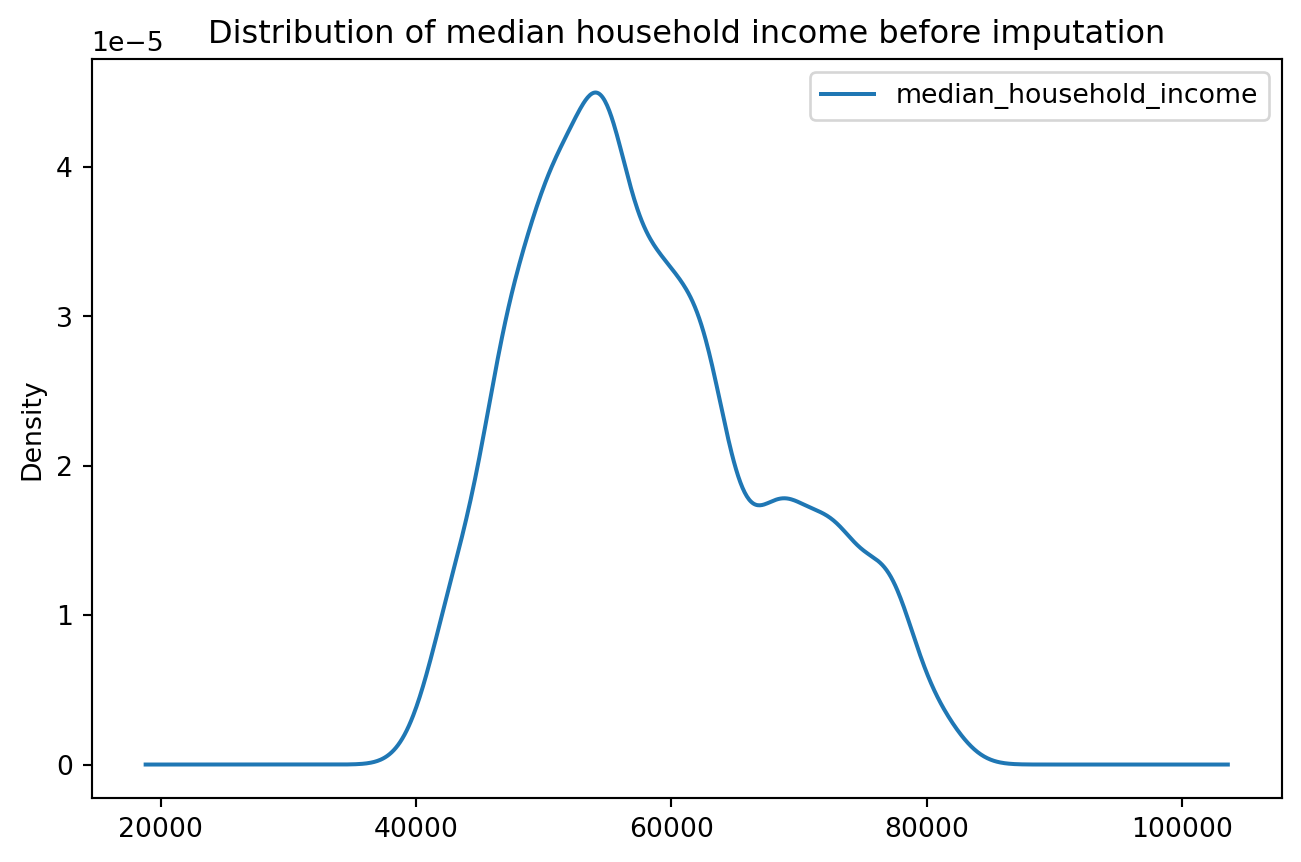 Distribution of median household income before imputation
1e−5
median_household_income
4
3
2
1
0
Density
20000
40000
60000
80000
100000